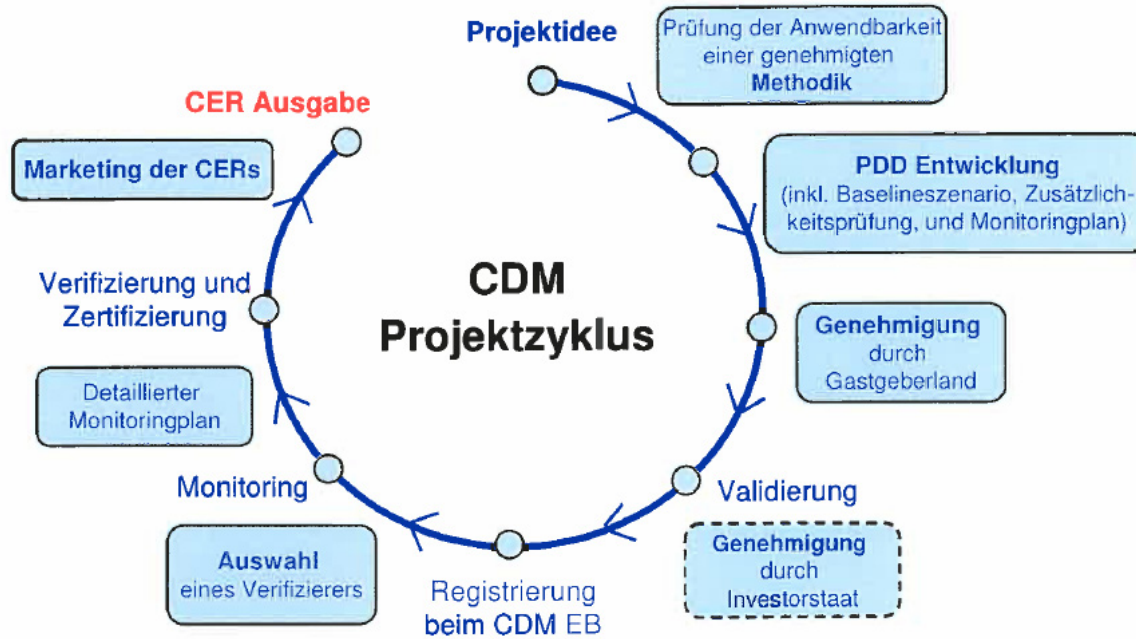 Projektidee
Prüfung der Anwendbarkeit
einer genehmigten
Methodik
PDD Entwicklung
(inkl. Baselineszenario, Zusätzlich-
keitsprüfung, und Monitoringplan)
Genehmigung
durch
Gastgeberland
Validierung
Genehmigung
durch
Investorstaat
Registrierung
beim CDM EB
Auswahl
eines Verifizierers
Monitoring
Detaillierter
Monitoringplan
Verifizierung und
Zertifizierung
Marketing der CERs
CER Ausgabe
CDM
Projektzyklus